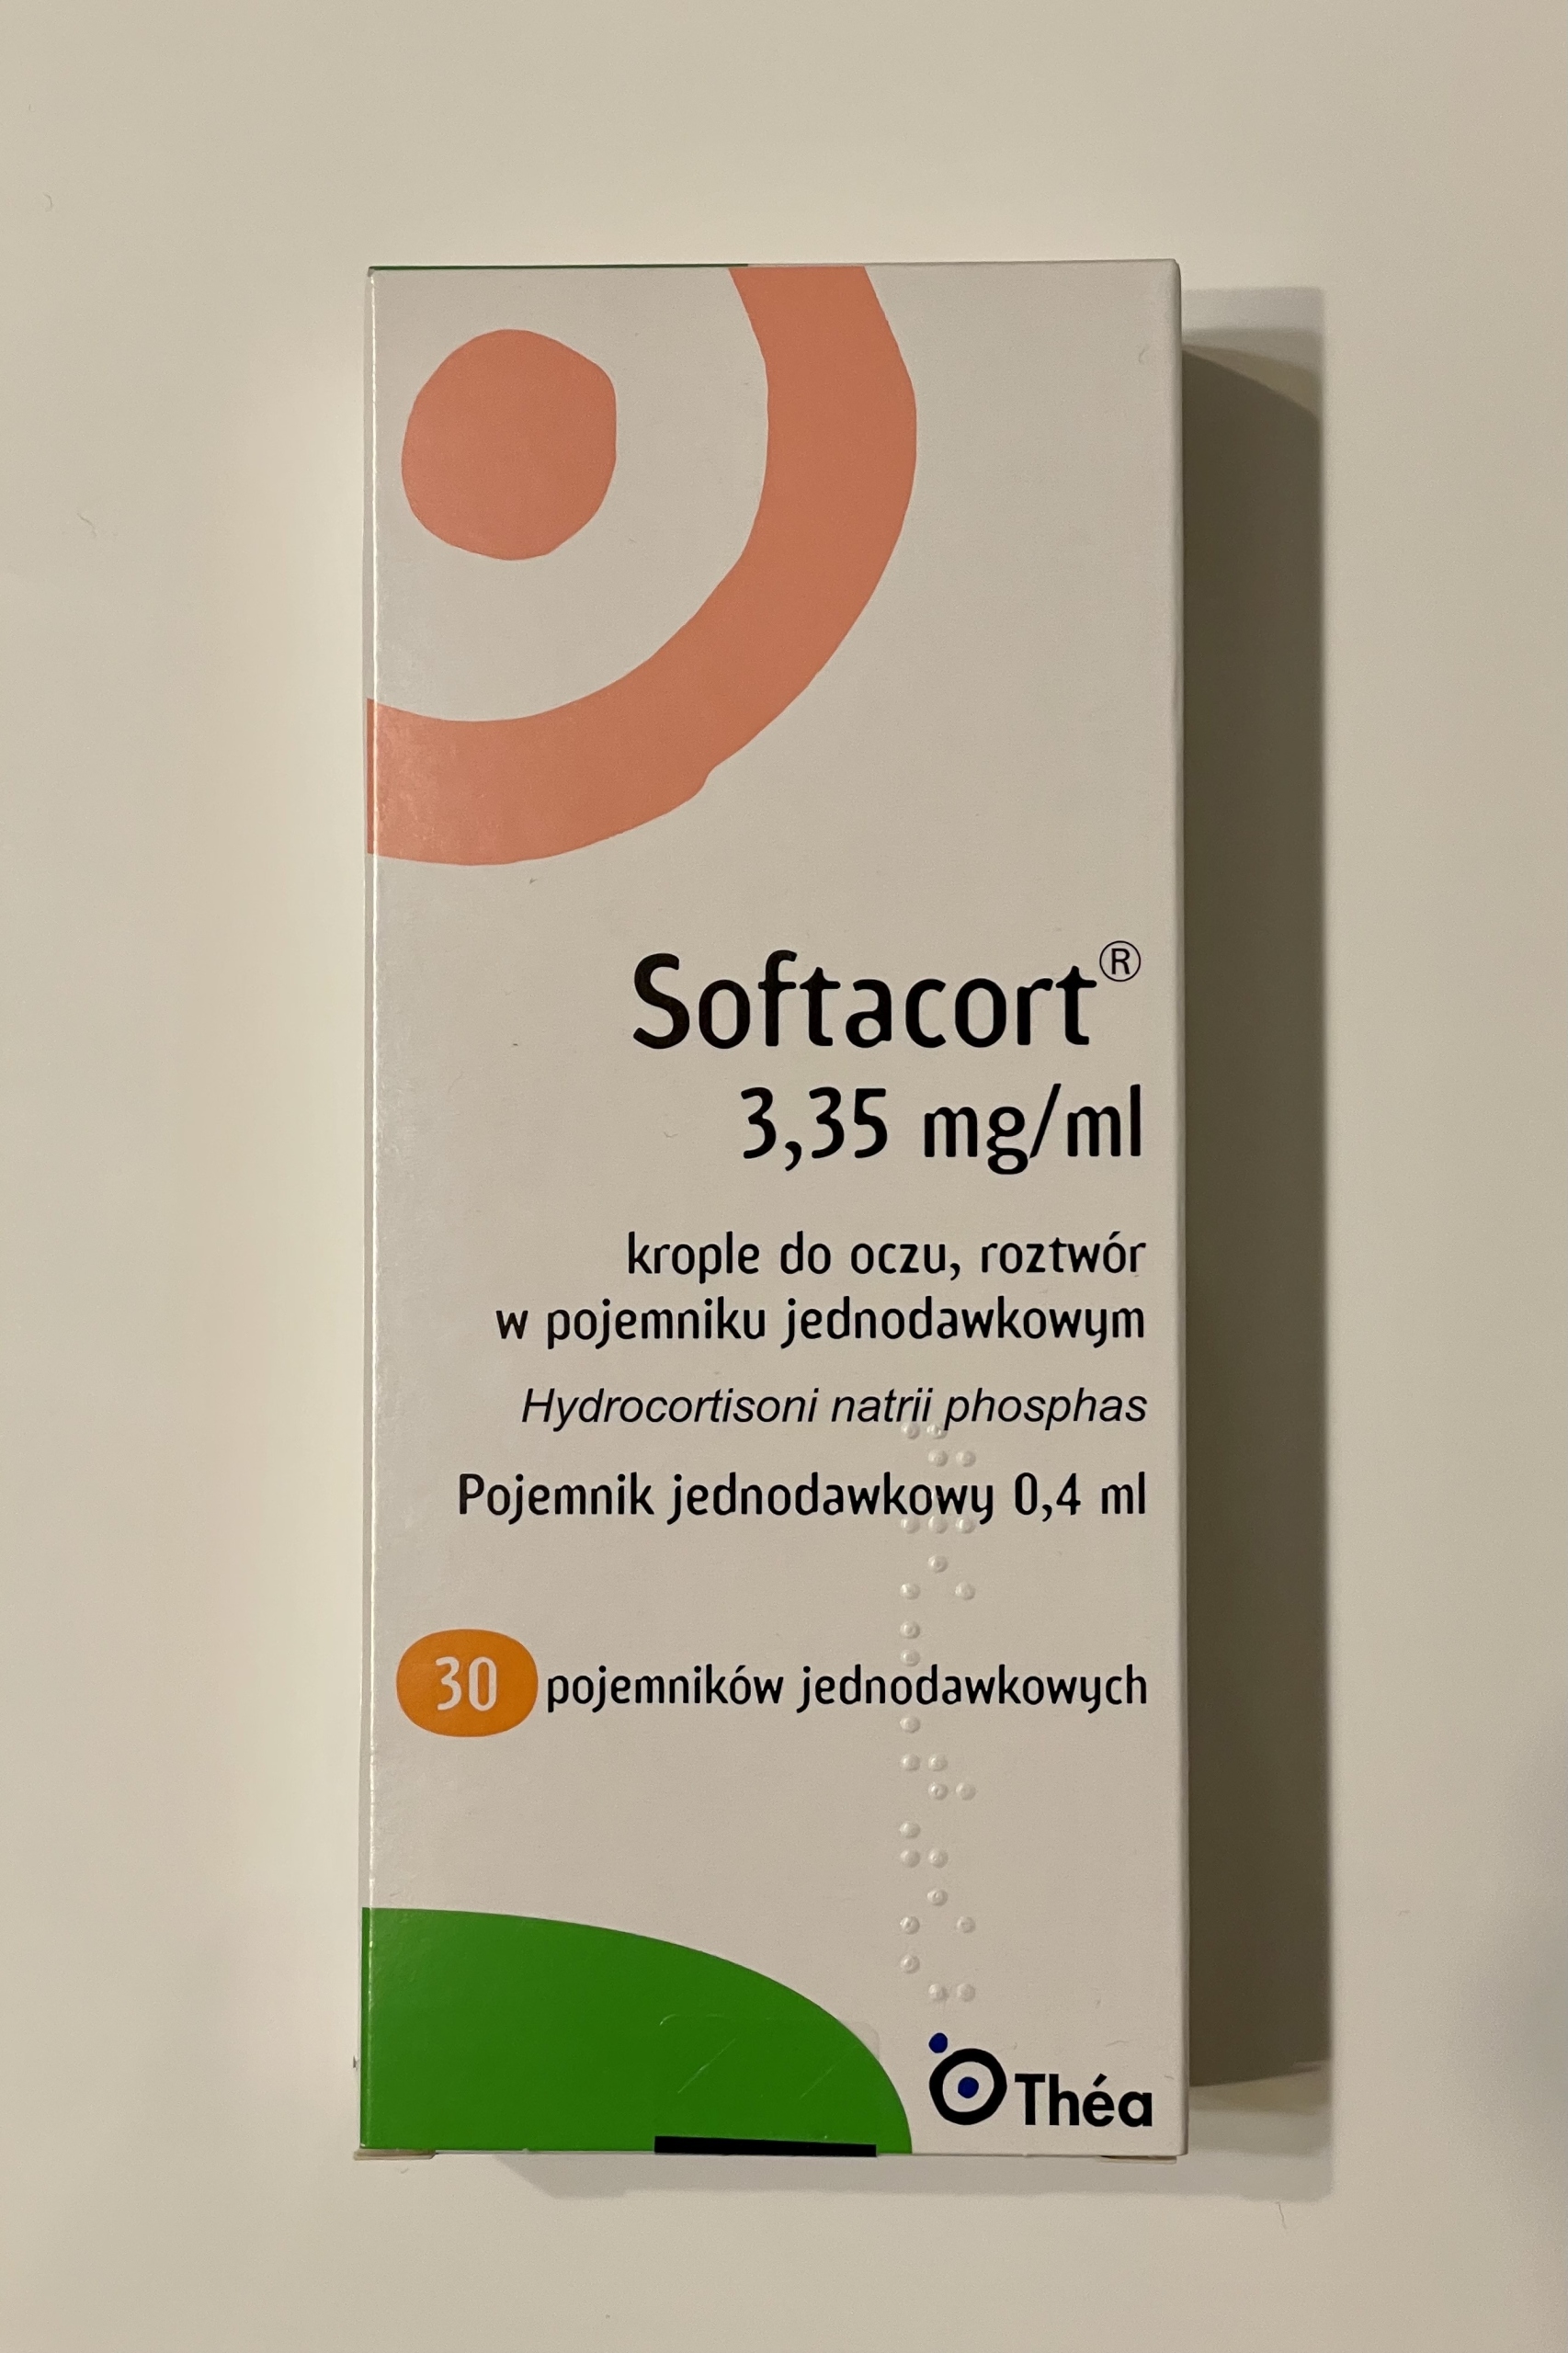 Softacort®
3,35 mg/ml
krople do oczu, roztwór
w pojemniku jednodawkowym
Hydrocortisoni natrii phosphas
Pojemnik jednodawkowy 0,4 ml
30 pojemników jednodawkowych
Théa